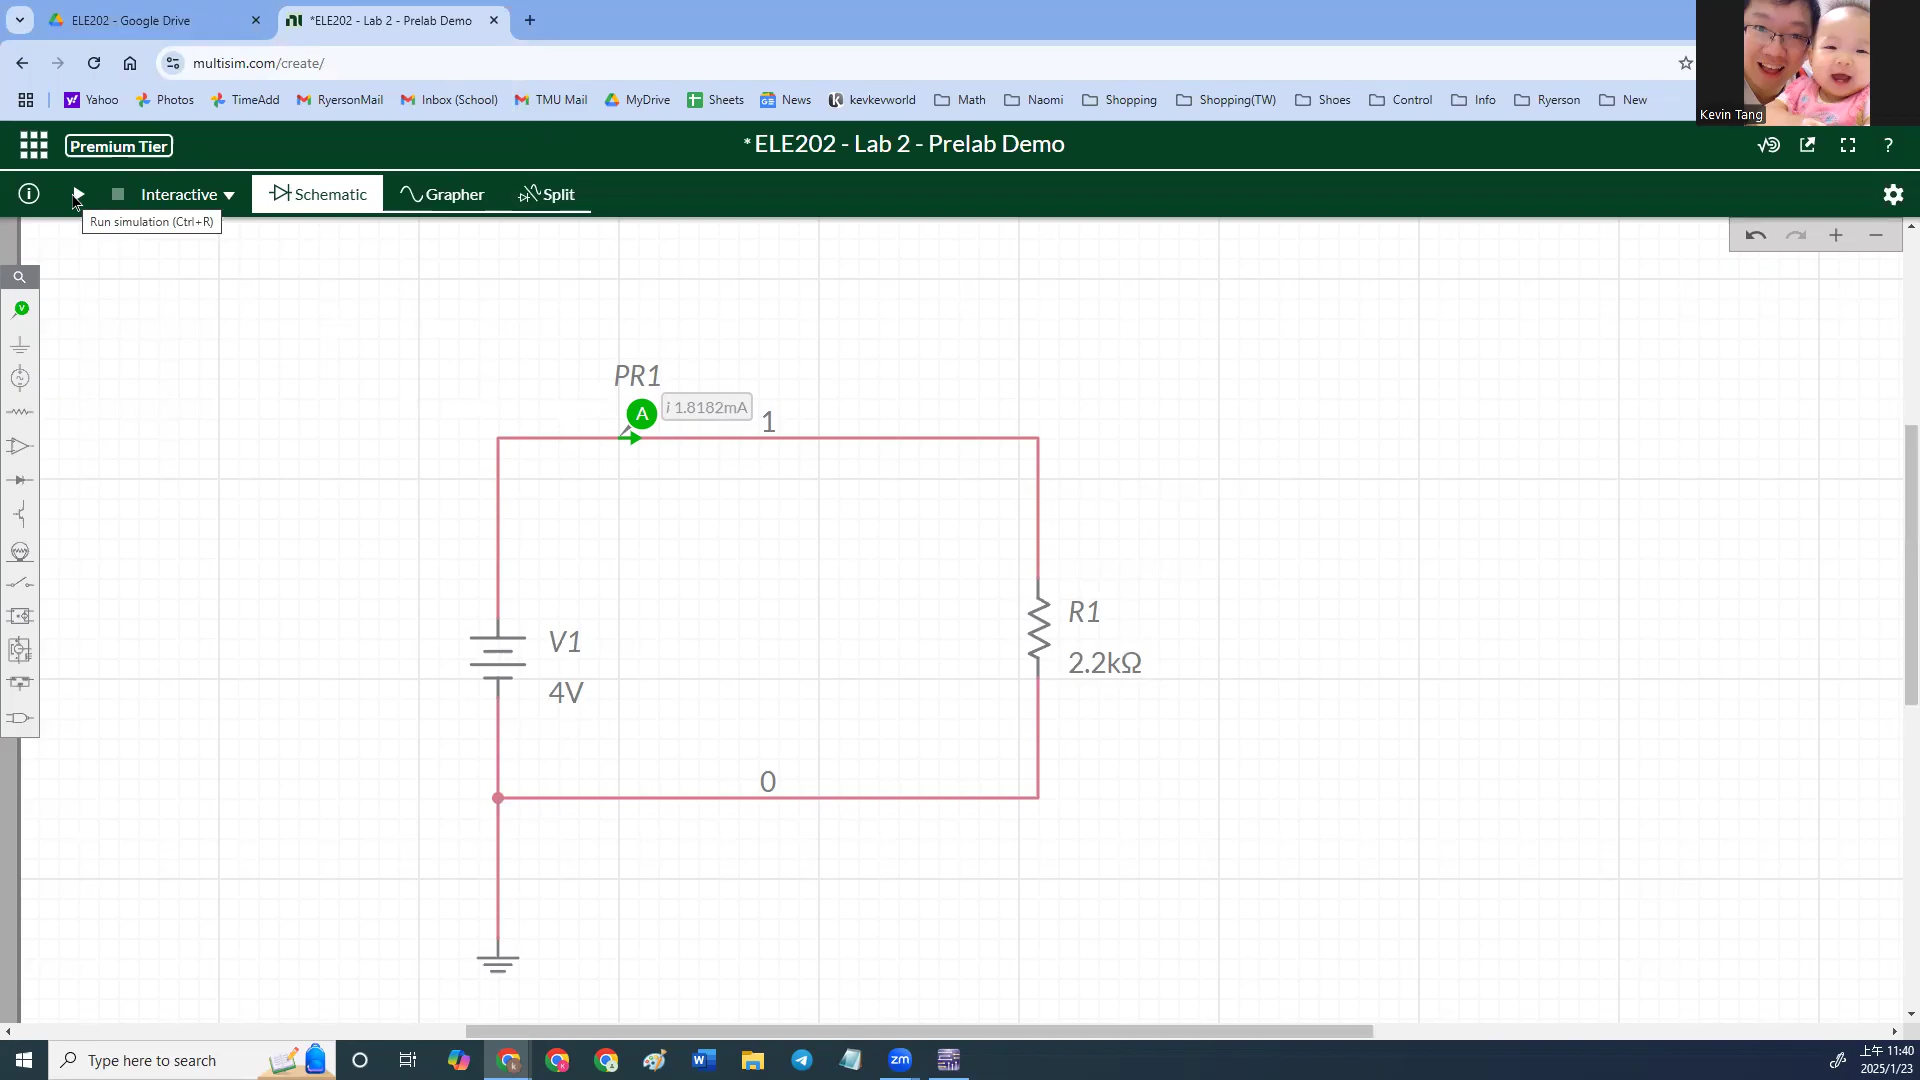 ELE202 - Google Drive
*ELE202 - Lab 2 - Prelab Demo
multisim.com/create/
Yahoo
Photos
TimeAdd
RyersonMail
Inbox (School)
TMU Mail
MyDrive
Sheets
News
kevkevworld
Math
Naomi
Shopping
Shopping(TW)
Shoes
Control
Info
Ryerson
New
Kevin Tang
Premium Tier
*ELE202 - Lab 2 - Prelab Demo
?
Interactive
Schematic
Grapher
Split
Run simulation (Ctrl+R)
V
PR1
A
i 1.8182mA
1
V1
4V
R1
2.2kΩ
0
Type here to search
zm
上午 11:40
2025/1/23